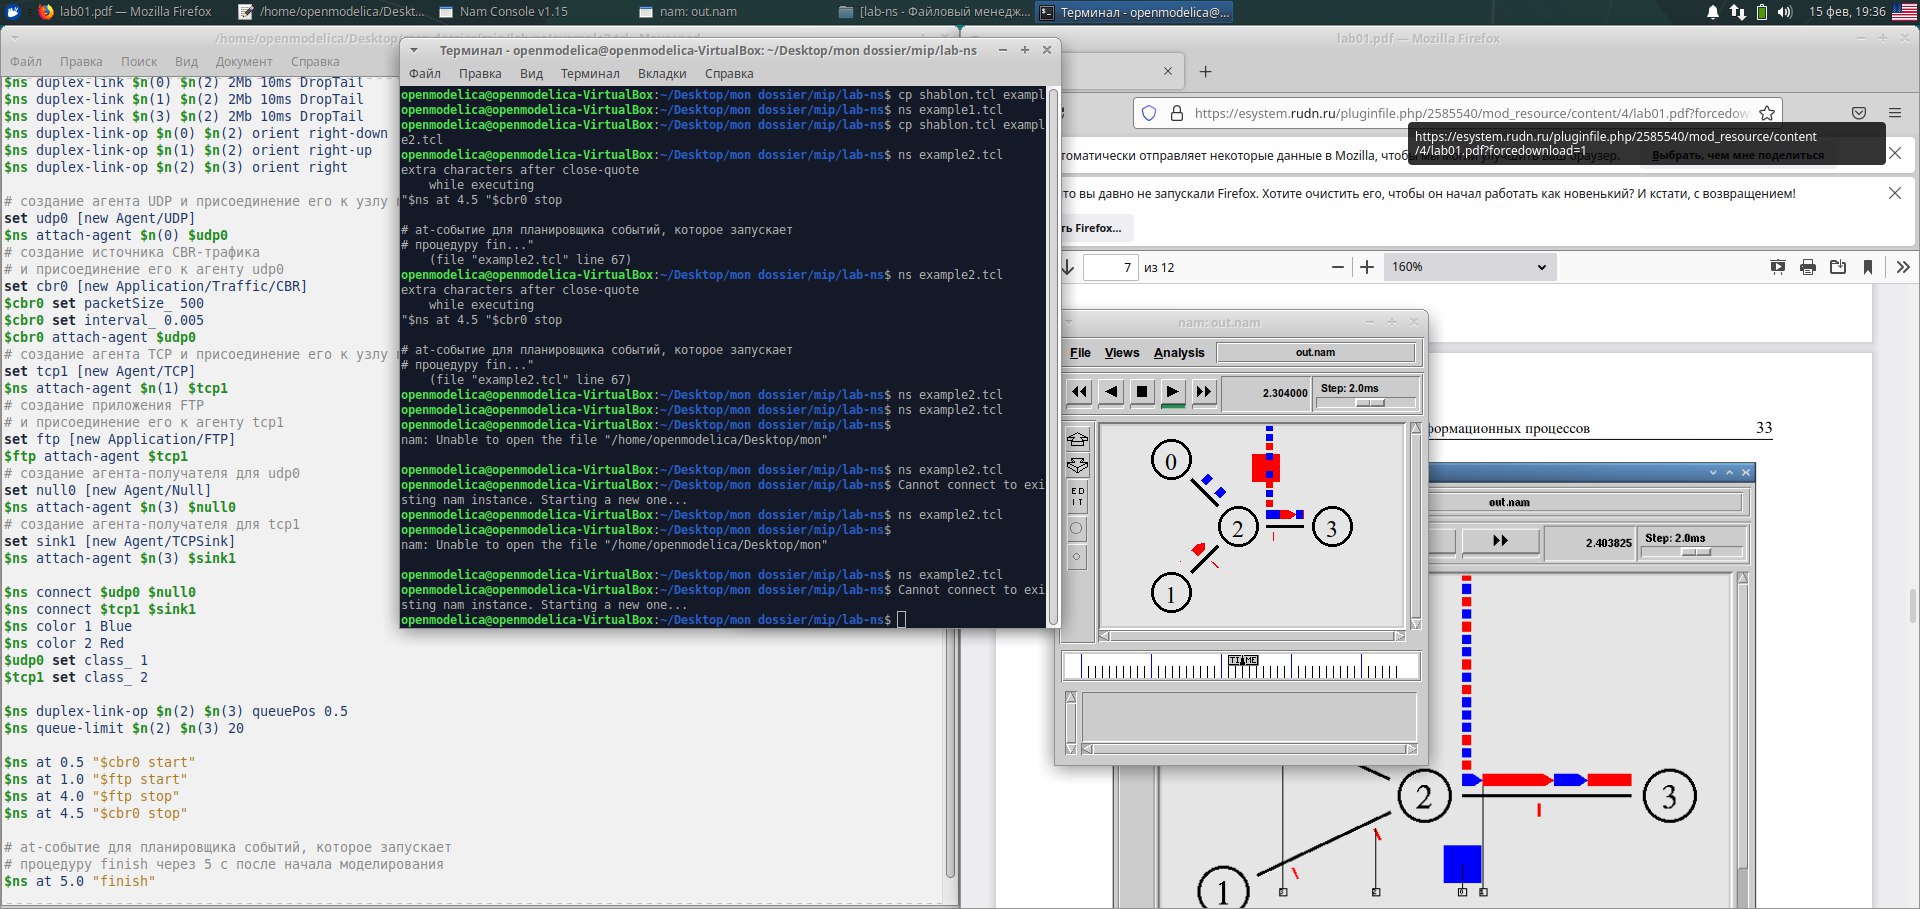 lab01.pdf — Mozilla Firefox
/home/openmodelica/Deskt...
Nam Console v1.15
nam: out.nam
[lab-ns - Файловый менедж...
Терминал - openmodelica@...
15 фев, 19:36
/home/openmodelica/Desktop/
Файл Правка Поиск Вид Документ Справка
$ns duplex-link $n(0) $n(2) 2Mb 10ms DropTail
$ns duplex-link $n(1) $n(2) 2Mb 10ms DropTail
$ns duplex-link $n(3) $n(2) 2Mb 10ms DropTail
$ns duplex-link-op $n(0) $n(2) orient right-down
$ns duplex-link-op $n(1) $n(2) orient right-up
$ns duplex-link-op $n(2) $n(3) orient right
# создание агента UDP и присоединение его к узлу
set udp0 [new Agent/UDP]
$ns attach-agent $n(0) $udp0
# создание источника CBR-трафика
# и присоединение его к агенту udp0
set cbr0 [new Application/Traffic/CBR]
$cbr0 set packetSize_ 500
$cbr0 set interval_ 0.005
$cbr0 attach-agent $udp0
# создание агента TCP и присоединение его к узлу
set tcp1 [new Agent/TCP]
$ns attach-agent $n(1) $tcp1
# создание приложения FTP
# и присоединение его к агенту tcp1
set ftp [new Application/FTP]
$ftp attach-agent $tcp1
# создание агента-получателя для udp0
set null0 [new Agent/Null]
$ns attach-agent $n(3) $null0
# создание агента-получателя для tcp1
set sink1 [new Agent/TCPSink]
$ns attach-agent $n(3) $sink1
$ns connect $udp0 $null0
$ns connect $tcp1 $sink1
$ns color 1 Blue
$ns color 2 Red
$udp0 set class_ 1
$tcp1 set class_ 2
$ns duplex-link-op $n(2) $n(3) queuePos 0.5
$ns queue-limit $n(2) $n(3) 20
$ns at 0.5 "$cbr0 start"
$ns at 1.0 "$ftp start"
$ns at 4.0 "$ftp stop"
$ns at 4.5 "$cbr0 stop"
# at-событие для планировщика событий, которое запускает
# процедуру finish через 5 с после начала моделирования
$ns at 5.0 "finish"
Терминал - openmodelica@openmodelica-VirtualBox: ~/Desktop/mon dossier/mip/lab-ns
Файл Правка Вид Терминал Вкладки Справка
openmodelica@openmodelica-VirtualBox:~/Desktop/mon dossier/mip/lab-ns$ cp shablon.tcl exampl
openmodelica@openmodelica-VirtualBox:~/Desktop/mon dossier/mip/lab-ns$ ns example1.tcl
openmodelica@openmodelica-VirtualBox:~/Desktop/mon dossier/mip/lab-ns$ cp shablon.tcl exampl
e2.tcl
openmodelica@openmodelica-VirtualBox:~/Desktop/mon dossier/mip/lab-ns$ ns example2.tcl
extra characters after close-quote
while executing
"$ns at 4.5 "$cbr0 stop
# at-событие для планировщика событий, которое запускает
# процедуру fin..."
(file "example2.tcl" line 67)
openmodelica@openmodelica-VirtualBox:~/Desktop/mon dossier/mip/lab-ns$ ns example2.tcl
extra characters after close-quote
while executing
"$ns at 4.5 "$cbr0 stop
# at-событие для планировщика событий, которое запускает
# процедуру fin..."
(file "example2.tcl" line 67)
openmodelica@openmodelica-VirtualBox:~/Desktop/mon dossier/mip/lab-ns$ ns example2.tcl
openmodelica@openmodelica-VirtualBox:~/Desktop/mon dossier/mip/lab-ns$ ns example2.tcl
openmodelica@openmodelica-VirtualBox:~/Desktop/mon dossier/mip/lab-ns$
nam: Unable to open the file "/home/openmodelica/Desktop/mon"
openmodelica@openmodelica-VirtualBox:~/Desktop/mon dossier/mip/lab-ns$ ns example2.tcl
openmodelica@openmodelica-VirtualBox:~/Desktop/mon dossier/mip/lab-ns$ Cannot connect to exi
sting nam instance. Starting a new one...
openmodelica@openmodelica-VirtualBox:~/Desktop/mon dossier/mip/lab-ns$ ns example2.tcl
openmodelica@openmodelica-VirtualBox:~/Desktop/mon dossier/mip/lab-ns$
nam: Unable to open the file "/home/openmodelica/Desktop/mon"
openmodelica@openmodelica-VirtualBox:~/Desktop/mon dossier/mip/lab-ns$ ns example2.tcl
openmodelica@openmodelica-VirtualBox:~/Desktop/mon dossier/mip/lab-ns$ Cannot connect to exi
sting nam instance. Starting a new one...
openmodelica@openmodelica-VirtualBox:~/Desktop/mon dossier/mip/lab-ns$
lab01.pdf — Mozilla Firefox
https://esystem.rudn.ru/pluginfile.php/2585540/mod_resource/content/4/lab01.pdf?forcedow
https://esystem.rudn.ru/pluginfile.php/2585540/mod_resource/content
/4/lab01.pdf?forcedownload=1
томатически отправляет некоторые данные в Mozilla, чтобы мы могли улучшить ваш браузер.
Выбрать, чем мне поделиться
то вы давно не запускали Firefox. Хотите очистить его, чтобы он начал работать как новенький? И кстати, с возвращением!
ть Firefox...
7 из 12
160%
формационных процессов 33
nam: out.nam
File Views Analysis out.nam
2.304000 Step: 2.0ms
E D
I T
0
2
3
1
TIME
out.nam
2.403825 Step: 2.0ms
2
3
1